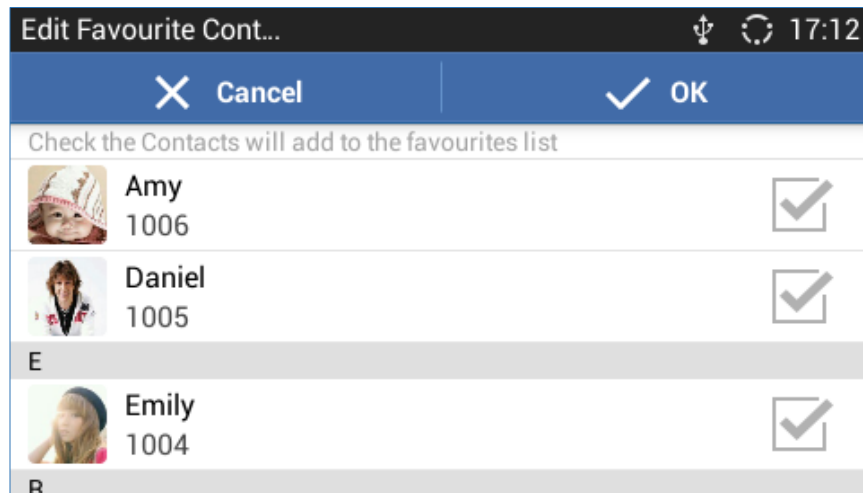 Edit Favourite Cont...
17:12
Cancel
OK
Check the Contacts will add to the favourites list
Amy
1006
Daniel
1005
E
Emily
1004